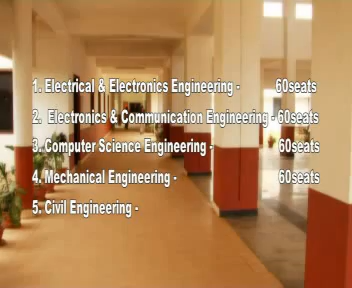 1. Electrical & Electronics Engineering - 60seats
2. Electronics & Communication Engineering - 60seats
3. Computer Science Engineering - 60seats
4. Mechanical Engineering - 60seats
5. Civil Engineering -